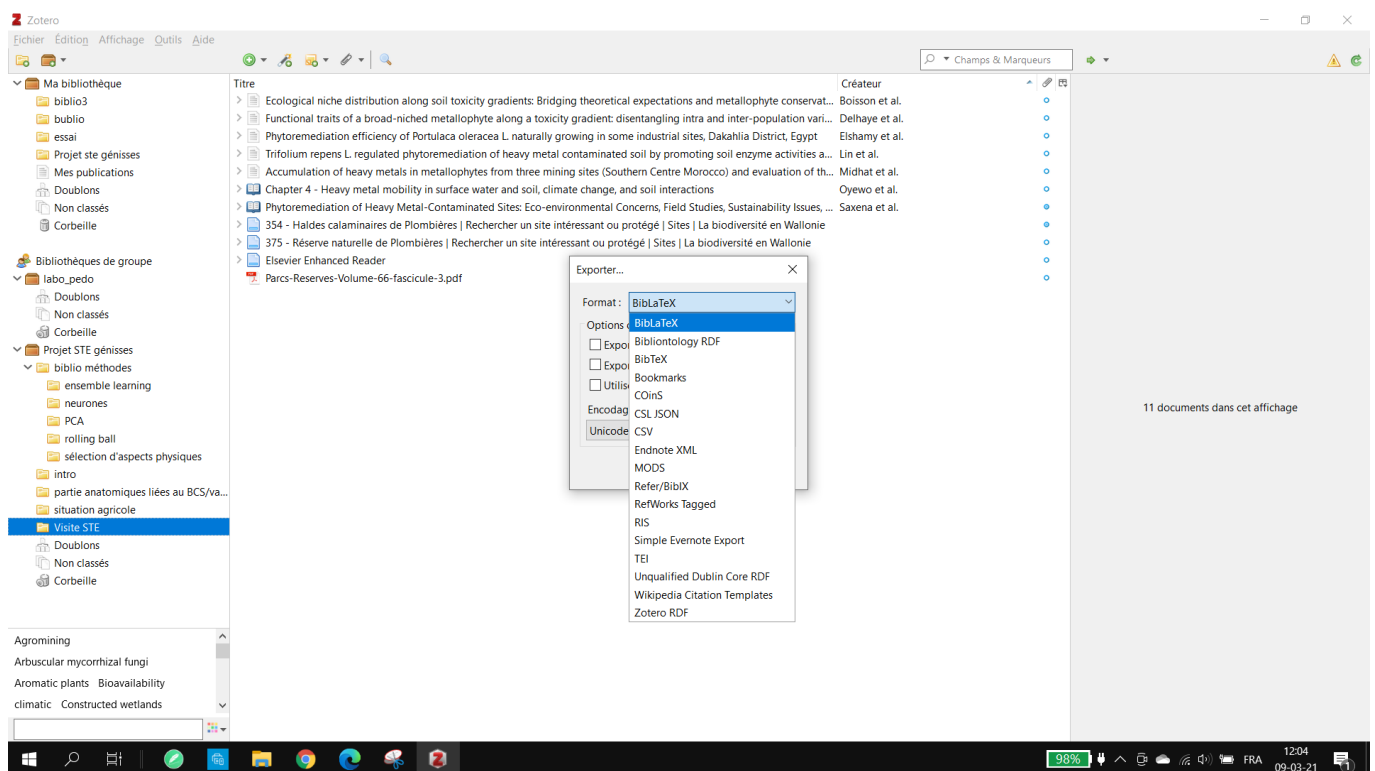 Zotero
Fichier Édition Affichage Outils Aide
Champs & Marqueurs
Ma bibliothèque
biblio3
bublio
essai
Projet ste génisses
Mes publications
Doublons
Non classés
Corbeille
Bibliothèques de groupe
labo_pedo
Doublons
Non classés
Corbeille
Projet STE génisses
biblio méthodes
ensemble learning
neurones
PCA
rolling ball
sélection d'aspects physiques
intro
partie anatomiques liées au BCS/va...
situation agricole
Visite STE
Doublons
Non classés
Corbeille
Agromining
Arbuscular mycorrhizal fungi
Aromatic plants Bioavailability
climatic Constructed wetlands
Titre Créateur
Ecological niche distribution along soil toxicity gradients: Bridging theoretical expectations and metallophyte conservat... Boisson et al.
Functional traits of a broad-niched metallophyte along a toxicity gradient: disentangling intra and inter-population vari... Delhaye et al.
Phytoremediation efficiency of Portulaca oleracea L. naturally growing in some industrial sites, Dakahlia District, Egypt Elshamy et al.
Trifolium repens L. regulated phytoremediation of heavy metal contaminated soil by promoting soil enzyme activities a... Lin et al.
Accumulation of heavy metals in metallophytes from three mining sites (Southern Centre Morocco) and evaluation of th... Midhat et al.
Chapter 4 - Heavy metal mobility in surface water and soil, climate change, and soil interactions Oyewo et al.
Phytoremediation of Heavy Metal-Contaminated Sites: Eco-environmental Concerns, Field Studies, Sustainability Issues, ... Saxena et al.
354 - Haldes calaminaires de Plombières | Rechercher un site intéressant ou protégé | Sites | La biodiversité en Wallonie
375 - Réserve naturelle de Plombières | Rechercher un site intéressant ou protégé | Sites | La biodiversité en Wallonie
Elsevier Enhanced Reader
Parcs-Reserves-Volume-66-fascicule-3.pdf
Exporter...
Format : BibLaTeX
Options
Expo
Expo
Utilis
Encodag
Unicode
BibLaTeX
Bibliontology RDF
BibTeX
Bookmarks
COinS
CSL JSON
CSV
Endnote XML
MODS
Refer/BibIX
RefWorks Tagged
RIS
Simple Evernote Export
TEI
Unqualified Dublin Core RDF
Wikipedia Citation Templates
Zotero RDF
11 documents dans cet affichage
98% FRA 12:04
09-03-21